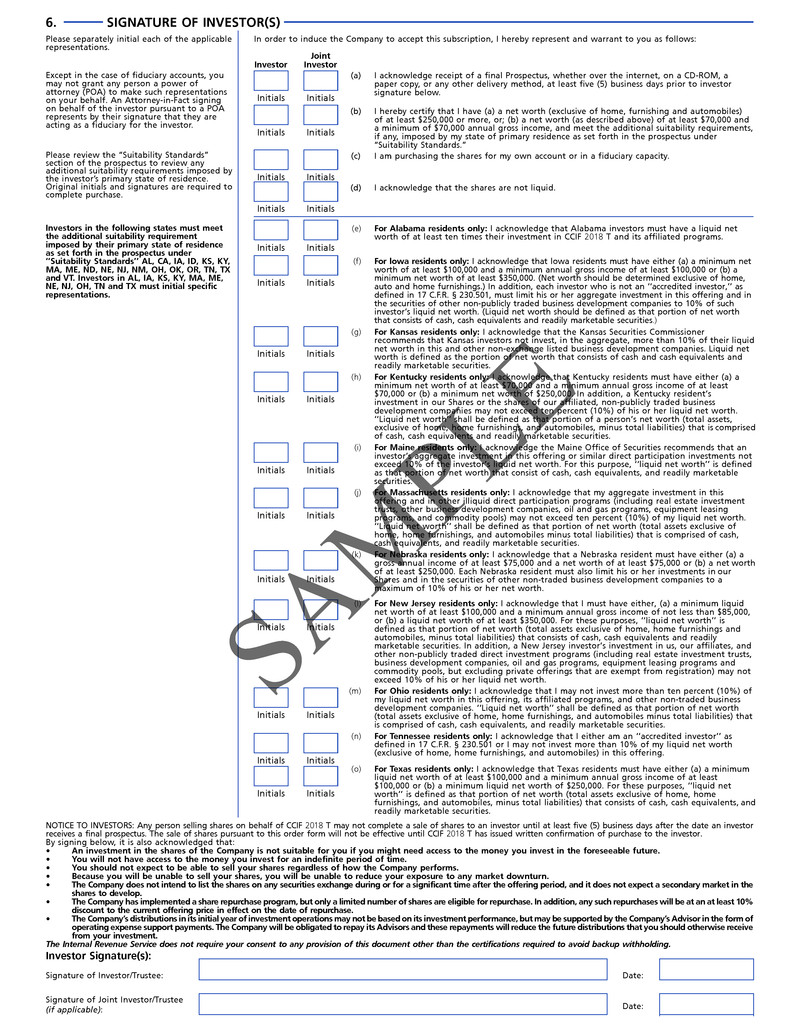 6. SIGNATURE OF INVESTOR(S)
Please separately initial each of the applicable
representations.
Except in the case of fiduciary accounts, you
may not grant any person a power of
attorney (POA) to make such representations
on your behalf. An Attorney-in-Fact signing
on behalf of the investor pursuant to a POA
represents by their signature that they are
acting as a fiduciary for the investor.
Please review the “Suitability Standards”
section of the prospectus to review any
additional suitability requirements imposed by
the investor’s primary state of residence.
Original initials and signatures are required to
complete purchase.
Investors in the following states must meet
the additional suitability requirement
imposed by their primary state of residence
as set forth in the prospectus under
‘‘Suitability Standards’’ AL, CA, IA, ID, KS, KY,
MA, ME, ND, NE, NJ, NM, OH, OK, OR, TN, TX
and VT. Investors in AL, IA, KS, KY, MA, ME,
NE, NJ, OH, TN and TX must initial specific
representations.
In order to induce the Company to accept this subscription, I hereby represent and warrant to you as follows:
Investor
Joint
Investor
Initials Initials
(a) I acknowledge receipt of a final Prospectus, whether over the internet, on a CD-ROM, a
paper copy, or any other delivery method, at least five (5) business days prior to investor
signature below.
Initials Initials
(b) I hereby certify that I have (a) a net worth (exclusive of home, furnishing and automobiles)
of at least $250,000 or more, or; (b) a net worth (as described above) of at least $70,000 and
a minimum of $70,000 annual gross income, and meet the additional suitability requirements,
if any, imposed by my state of primary residence as set forth in the prospectus under
“Suitability Standards.”
Initials Initials
(c) I am purchasing the shares for my own account or in a fiduciary capacity.
Initials Initials
(d) I acknowledge that the shares are not liquid.
Initials Initials
(e) For Alabama residents only: I acknowledge that Alabama investors must have a liquid net
worth of at least ten times their investment in CCIF 2018 T and its affiliated programs.
Initials Initials
(f) For Iowa residents only: I acknowledge that Iowa residents must have either (a) a minimum net
worth of at least $100,000 and a minimum annual gross income of at least $100,000 or (b) a
minimum net worth of at least $350,000. (Net worth should be determined exclusive of home,
auto and home furnishings.) In addition, each investor who is not an ‘‘accredited investor,’’ as
defined in 17 C.F.R. § 230.501, must limit his or her aggregate investment in this offering and in
the securities of other non-publicly traded business development companies to 10% of such
investor’s liquid net worth. (Liquid net worth should be defined as that portion of net worth
that consists of cash, cash equivalents and readily marketable securities.)
Initials Initials
(g) For Kansas residents only: I acknowledge that the Kansas Securities Commissioner
recommends that Kansas investors not invest, in the aggregate, more than 10% of their liquid
net worth in this and other non-exchange listed business development companies. Liquid net
worth is defined as the portion of net worth that consists of cash and cash equivalents and
readily marketable securities.
Initials Initials
(h) For Kentucky residents only: I acknowledge that Kentucky residents must have either (a) a
minimum net worth of at least $70,000 and a minimum annual gross income of at least
$70,000 or (b) a minimum net worth of $250,000. In addition, a Kentucky resident’s
investment in our Shares or the shares of our affiliated, non-publicly traded business
development companies may not exceed percent (10%) of his or her liquid net worth.
‘‘Liquid net worth’’ shall be defined as that portion of a person’s net worth (total assets,
exclusive of home, home furnishings, and automobiles, minus total liabilities) that is comprised
of cash, cash equivalents and readily marketable securities.
Initials Initials
(i) For Maine residents only: I acknowledge the Maine Office of Securities recommends that an
investor’s aggregate investment in this offering or similar direct participation investments not
exceed 10% of the investor’s liquid net worth. For this purpose, ‘‘liquid net worth’’ is defined
as that portion of net worth that consist of cash, cash equivalents, and readily marketable
securities.
Initials Initials
(j) For Massachusetts residents only: I acknowledge that my aggregate investment in this
offering and in other illiquid direct participation programs (including real estate investment
trusts, other business development companies, oil and gas programs, equipment leasing
programs, and commodity pools) may not exceed ten percent (10%) of my liquid net worth.
‘‘Liquid net worth’’ shall be defined as that portion of net worth (total assets exclusive of
home, home furnishings, and automobiles minus total liabilities) that is comprised of cash,
cash equivalents, and readily marketable securities.
Initials Initials
(k) For Nebraska residents only: I acknowledge that a Nebraska resident must have either (a) a
gross annual income of at least $75,000 and a net worth of at least $75,000 or (b) a net worth
of at least $250,000. Each Nebraska resident must also limit his or her investments in our
Shares and in the securities of other non-traded business development companies to a
maximum of 10% of his or her net worth.
Initials Initials
(l) For New Jersey residents only: I acknowledge that I must have either, (a) a minimum liquid
net worth of at least $100,000 and a minimum annual gross income of not less than $85,000,
or (b) a liquid net worth of at least $350,000. For these purposes, ‘‘liquid net worth’’ is
defined as that portion of net worth (total assets exclusive of home, home furnishings and
automobiles, minus total liabilities) that consists of cash, cash equivalents and readily
marketable securities. In addition, a New Jersey investor’s investment in us, our affiliates, and
other non-publicly traded direct investment programs (including real estate investment trusts,
business development companies, oil and gas programs, equipment leasing programs and
commodity pools, but excluding private offerings that are exempt from registration) may not
exceed 10% of his or her liquid net worth.
Initials Initials
(m) For Ohio residents only: I acknowledge that I may not invest more than ten percent (10%) of
my liquid net worth in this offering, its affiliated programs, and other non-traded business
development companies. ‘‘Liquid net worth’’ shall be defined as that portion of net worth
(total assets exclusive of home, home furnishings, and automobiles minus total liabilities) that
is comprised of cash, cash equivalents, and readily marketable securities.
Initials Initials
(n) For Tennessee residents only: I acknowledge that I either am an ‘‘accredited investor’’ as
defined in 17 C.F.R. § 230.501 or I may not invest more than 10% of my liquid net worth
(exclusive of home, home furnishings, and automobiles) in this offering.
Initials Initials
(o) For Texas residents only: I acknowledge that Texas residents must have either (a) a minimum
liquid net worth of at least $100,000 and a minimum annual gross income of at least
$100,000 or (b) a minimum liquid net worth of $250,000. For these purposes, ‘‘liquid net
worth’’ is defined as that portion of net worth (total assets exclusive of home, home
furnishings, and automobiles, minus total liabilities) that consists of cash, cash equivalents, and
readily marketable securities.
SAMPLE
NOTICE TO INVESTORS: Any person selling shares on behalf of CCIF 2018 T may not complete a sale of shares to an investor until at least five (5) business days after the date an investor
receives a final prospectus. The sale of shares pursuant to this order form will not be effective until CCIF 2018 T has issued written confirmation of purchase to the investor.
By signing below, it is also acknowledged that:
• An investment in the shares of the Company is not suitable for you if you might need access to the money you invest in the foreseeable future.
• You will not have access to the money you invest for an indefinite period of time.
• You should not expect to be able to sell your shares regardless of how the Company performs.
• Because you will be unable to sell your shares, you will be unable to reduce your exposure to any market downturn.
• The Company does not intend to list the shares on any securities exchange during or for a significant time after the offering period, and it does not expect a secondary market in the
shares to develop.
• The Company has implemented a share repurchase program, but only a limited number of shares are eligible for repurchase. In addition, any such repurchases will be at an at least 10%
discount to the current offering price in effect on the date of repurchase.
• The Company’s distributions in its initial year of investment operations may not be based on its investment performance, but may be supported by the Company’s Advisor in the form of
operating expense support payments. The Company will be obligated to repay its Advisors and these repayments will reduce the future distributions that you should otherwise receive
from your investment.
The Internal Revenue Service does not require your consent to any provision of this document other than the certifications required to avoid backup withholding.
Investor Signature(s):
Signature of Investor/Trustee: Date:
Signature of Joint Investor/Trustee
(if applicable): Date: